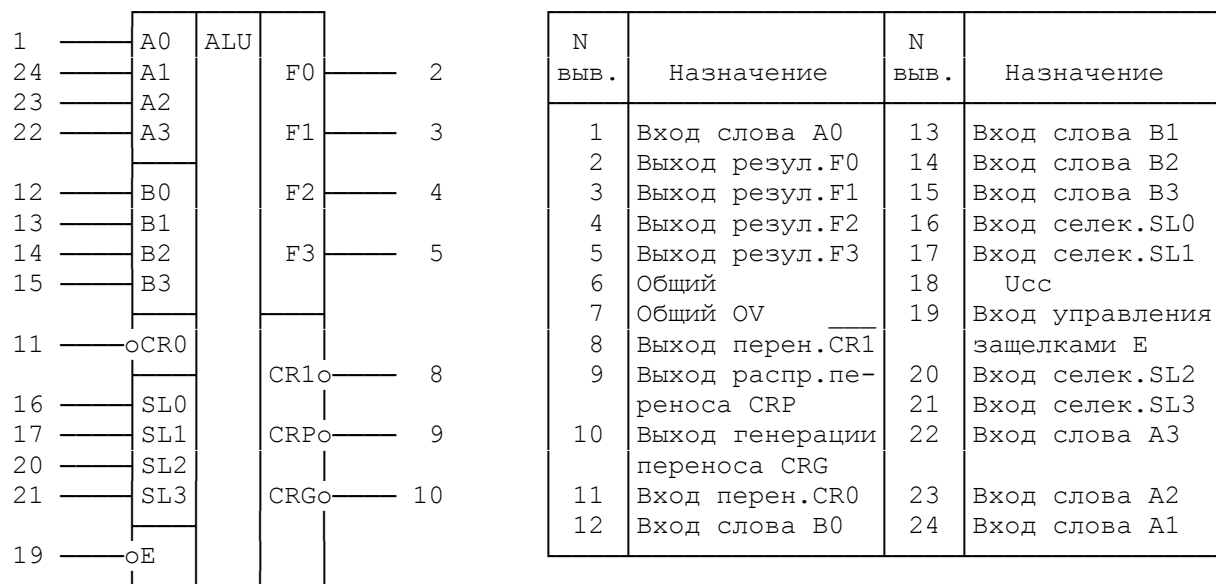 1 A0 ALU
24 A1 F0 2
23 A2
22 A3 F1 3
12 B0 F2 4
13 B1
14 B2 F3 5
15 B3
11 CR0
CR1 8
16 SL0
17 SL1 CRP 9
20 SL2
21 SL3 CRG 10
19 E
N N
выв. Назначение выв. Назначение
1 Вход слова A0 13 Вход слова B1
2 Выход резул.F0 14 Вход слова B2
3 Выход резул.F1 15 Вход слова B3
4 Выход резул.F2 16 Вход селек.SL0
5 Выход резул.F3 17 Вход селек.SL1
6 Общий 18 Ucc
7 Общий OV 19 Вход управления
8 Выход перен.CR1 защелками E
9 Выход распр.пе- 20 Вход селек.SL2
реноса CRP 21 Вход селек.SL3
10 Выход генерации 22 Вход слова A3
переноса CRG
11 Вход перен.CR0 23 Вход слова A2
12 Вход слова B0 24 Вход слова A1